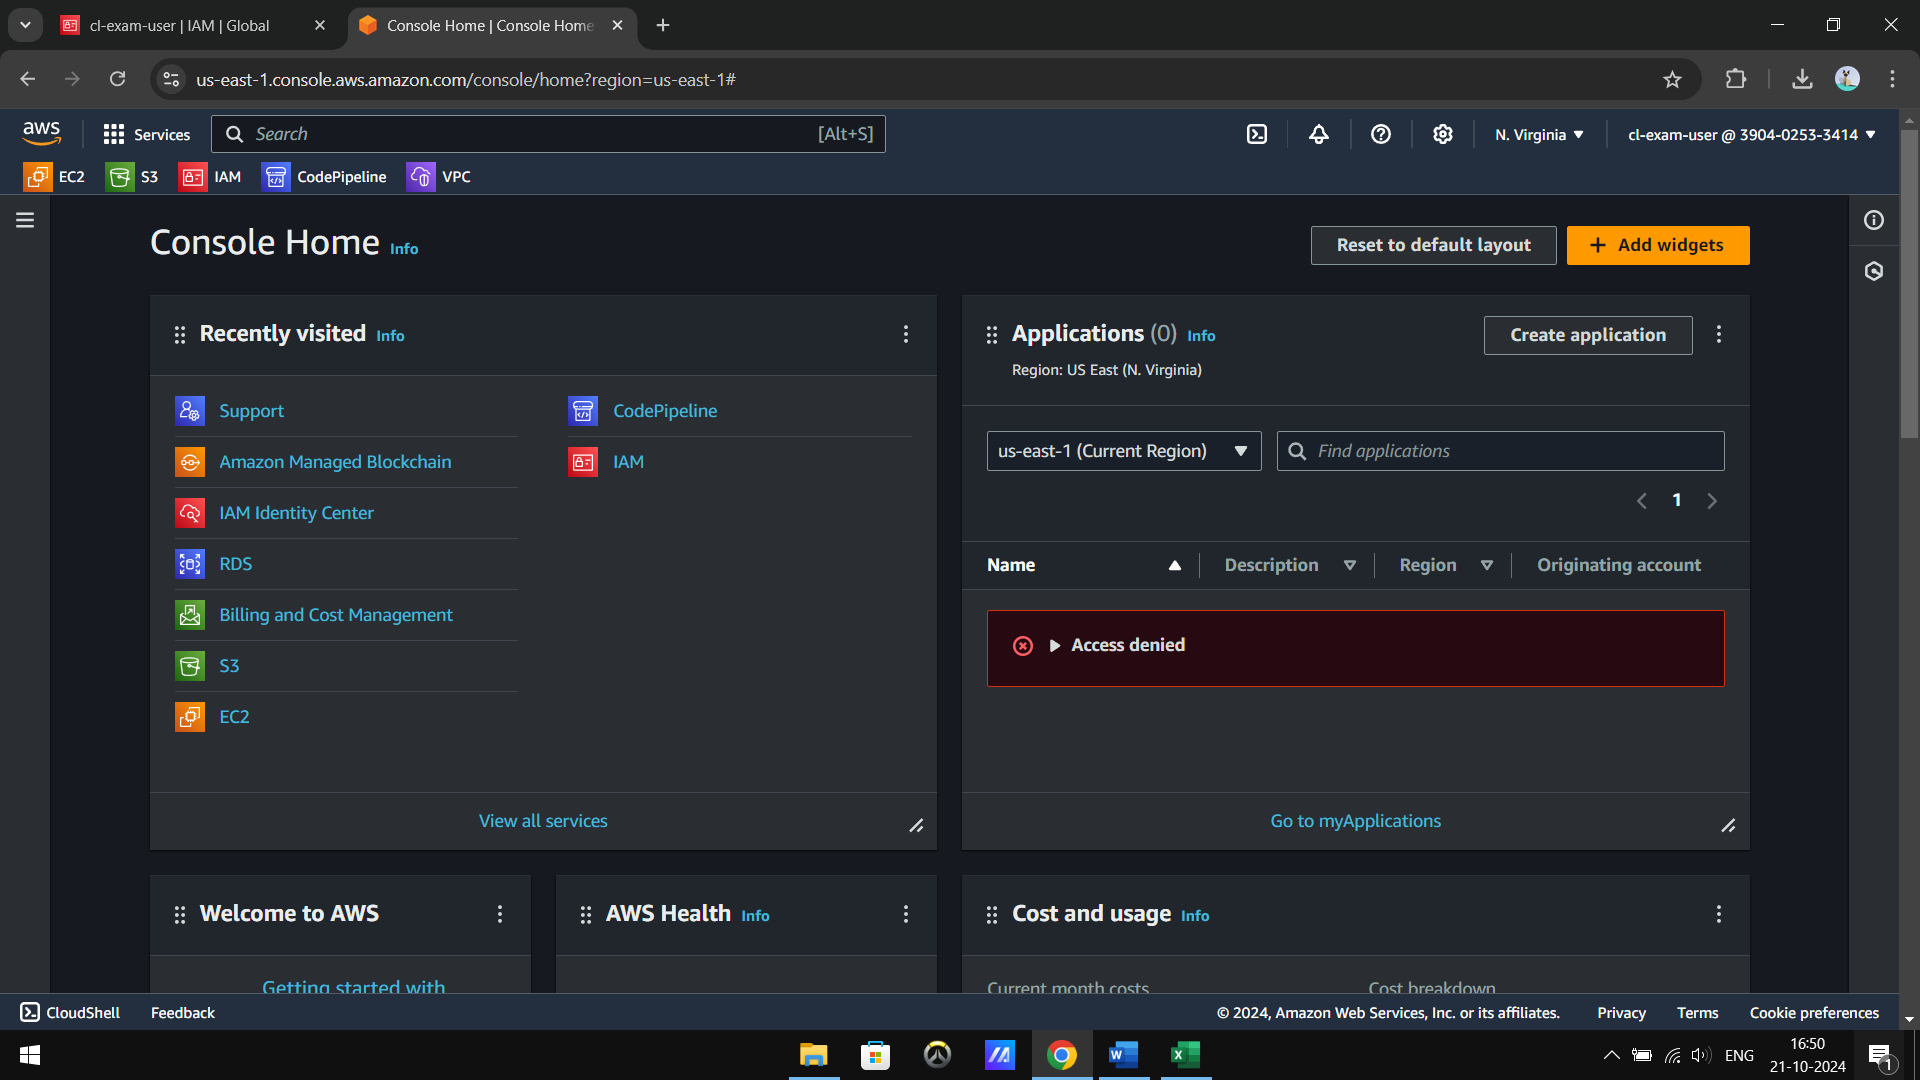 cl-exam-user | IAM | Global
Console Home | Console Home
us-east-1.console.aws.amazon.com/console/home?region=us-east-1#
aws Services Search [Alt+S] N. Virginia ▼ cl-exam-user @ 3904-0253-3414 ▼
EC2 S3 IAM CodePipeline VPC
Console Home Info
Reset to default layout
+ Add widgets
Recently visited Info
Support
Amazon Managed Blockchain
IAM Identity Center
RDS
Billing and Cost Management
S3
EC2
CodePipeline
IAM
View all services
Applications (0) Info
Region: US East (N. Virginia)
Create application
us-east-1 (Current Region) ▼
Find applications
1
Name Description Region Originating account
Access denied
Go to myApplications
Welcome to AWS
Getting started with
AWS Health Info
Cost and usage Info
Current month costs Cost breakdown
CloudShell Feedback © 2024, Amazon Web Services, Inc. or its affiliates. Privacy Terms Cookie preferences
ENG
16:50
21-10-2024
1